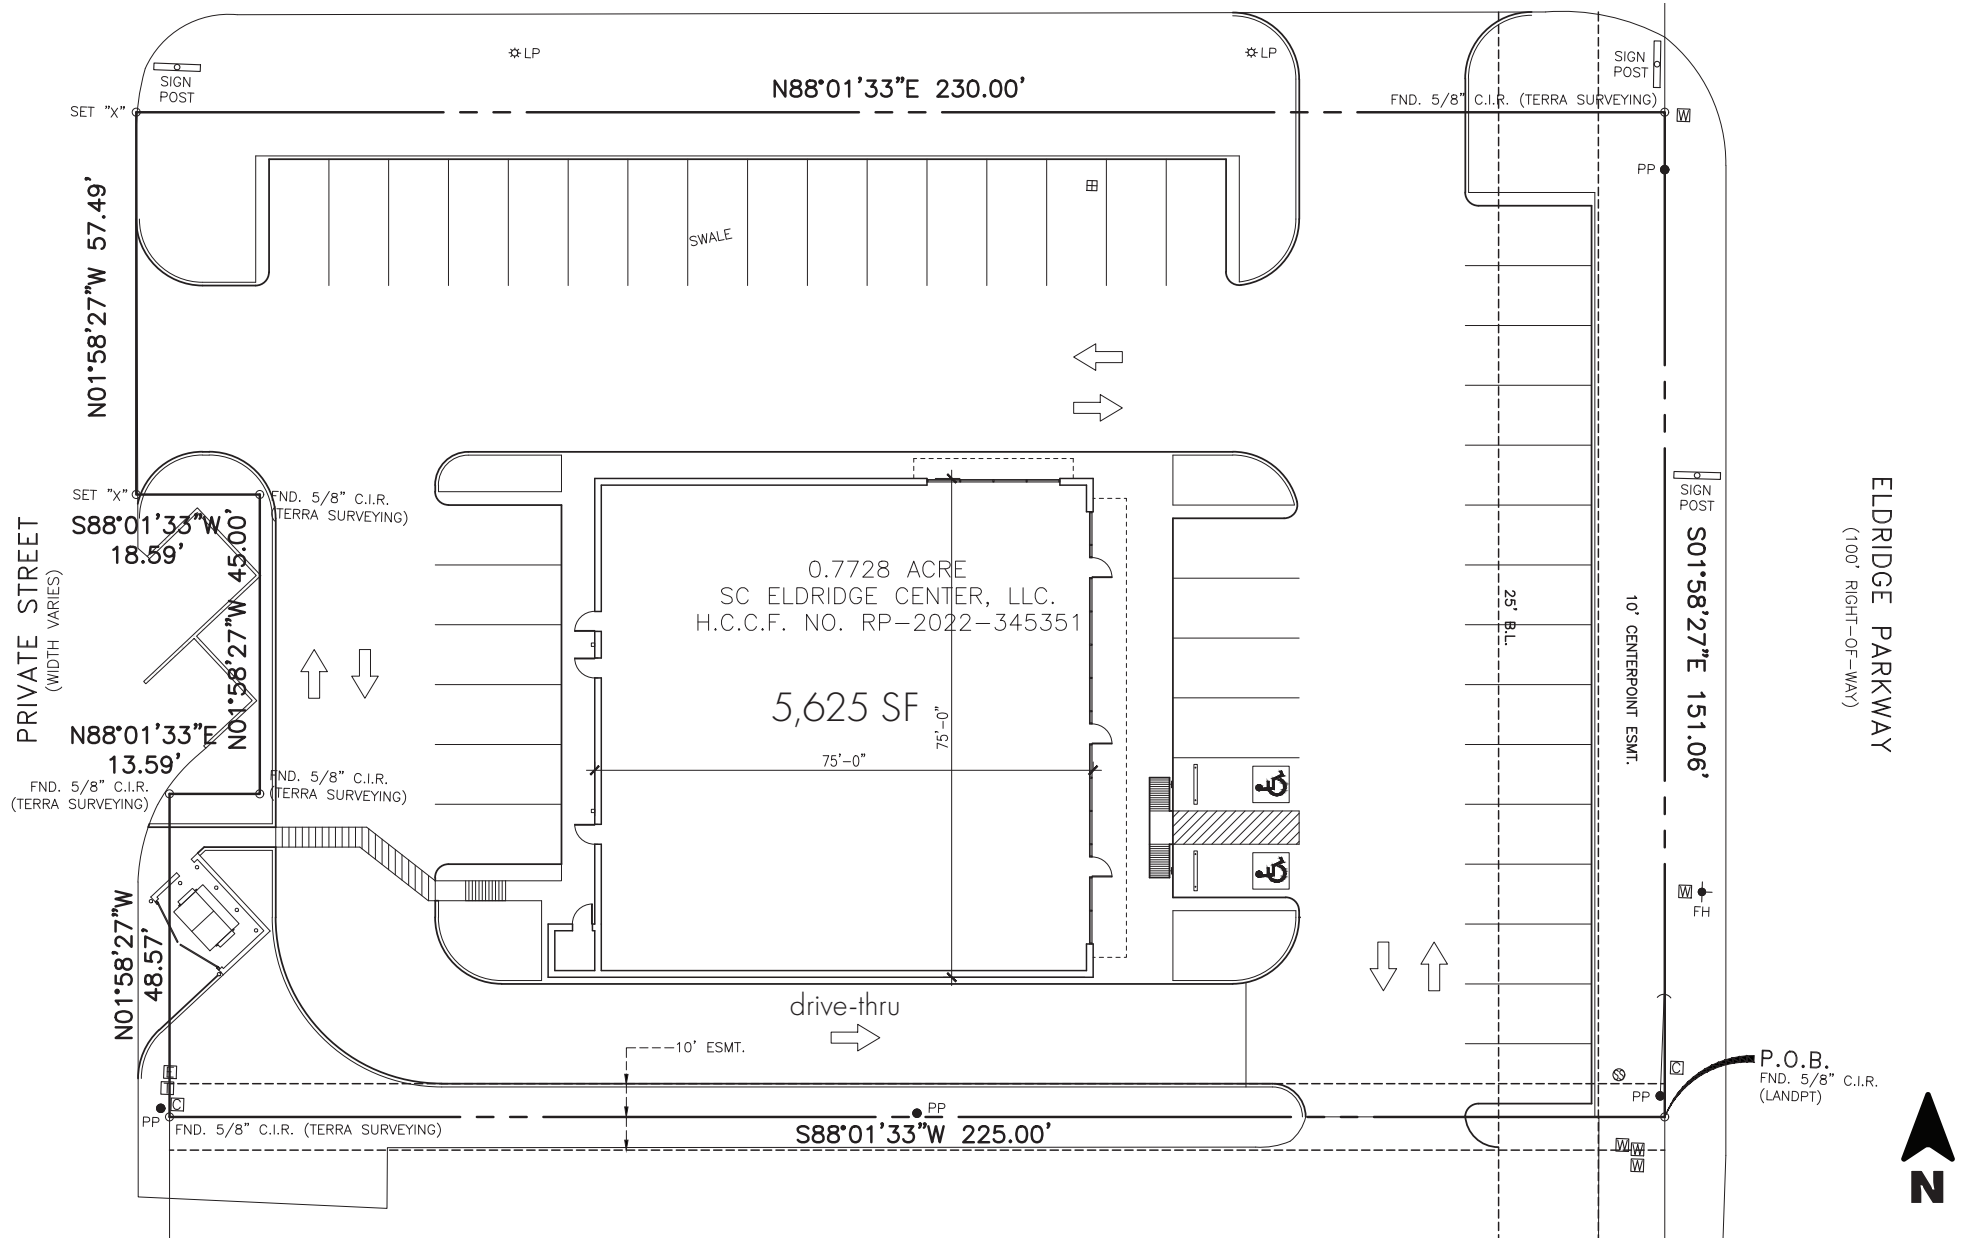 LP
LP
SIGN
POST
SIGN
POST
N88°01'33"E 230.00'
SET "X"
FND. 5/8" C.I.R. (TERRA SURVEYING)
W
PP
N01°58'27"W 57.49'
SWALE
SET "X"
FND. 5/8" C.I.R.
(TERRA SURVEYING)
S88°01'33"W
18.59'
N01°58'27"W 45.00'
PRIVATE STREET
(WIDTH VARIES)
N88°01'33"E
13.59'
FND. 5/8" C.I.R.
(TERRA SURVEYING)
FND. 5/8" C.I.R.
(TERRA SURVEYING)
0.7728 ACRE
SC ELDRIDGE CENTER, LLC.
H.C.C.F. NO. RP-2022-345351
5,625 SF
75'-0"
75'-0"
25' B.L.
10' CENTERPOINT ESMT.
SIGN
POST
S01°58'27"E 151.06'
ELDRIDGE PARKWAY
(100' RIGHT-OF-WAY)
W
FH
N01°58'27"W
48.57'
drive-thru
10' ESMT.
E
T
C
PP
FND. 5/8" C.I.R. (TERRA SURVEYING)
PP
S88°01'33"W 225.00'
C
PP
P.O.B.
FND. 5/8" C.I.R.
(LANDPT)
W
W
W
N